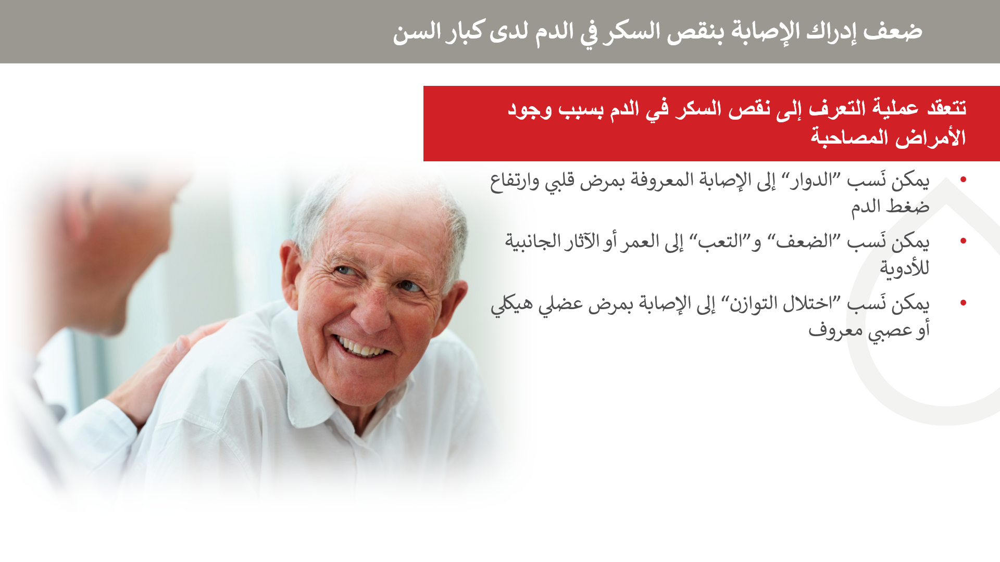 ضعف إدراك الإصابة بنقص السكر في الدم لدى كبار السن
تتعقد عملية التعرف إلى نقص السكر في الدم بسبب وجود
الأمراض المصاحبة
• يمكن نَسب ”الدوار“ إلى الإصابة المعروفة بمرض قلبي وارتفاع
ضغط الدم
• يمكن نَسب ”الضعف“ و”التعب“ إلى العمر أو الآثار الجانبية
للأدوية
• يمكن نَسب ”اختلال التوازن“ إلى الإصابة بمرض عضلي هيكلي
أو عصبي معروف